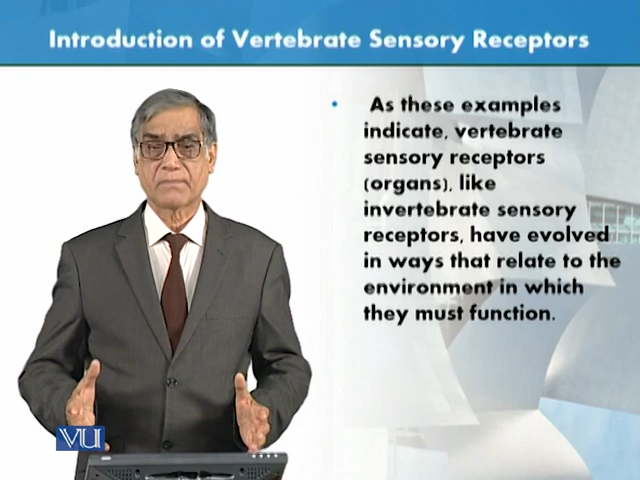 Introduction of Vertebrate Sensory Receptors
• As these examples
indicate, vertebrate
sensory receptors
(organs), like
invertebrate sensory
receptors, have evolved
in ways that relate to the
environment in which
they must function.
VU